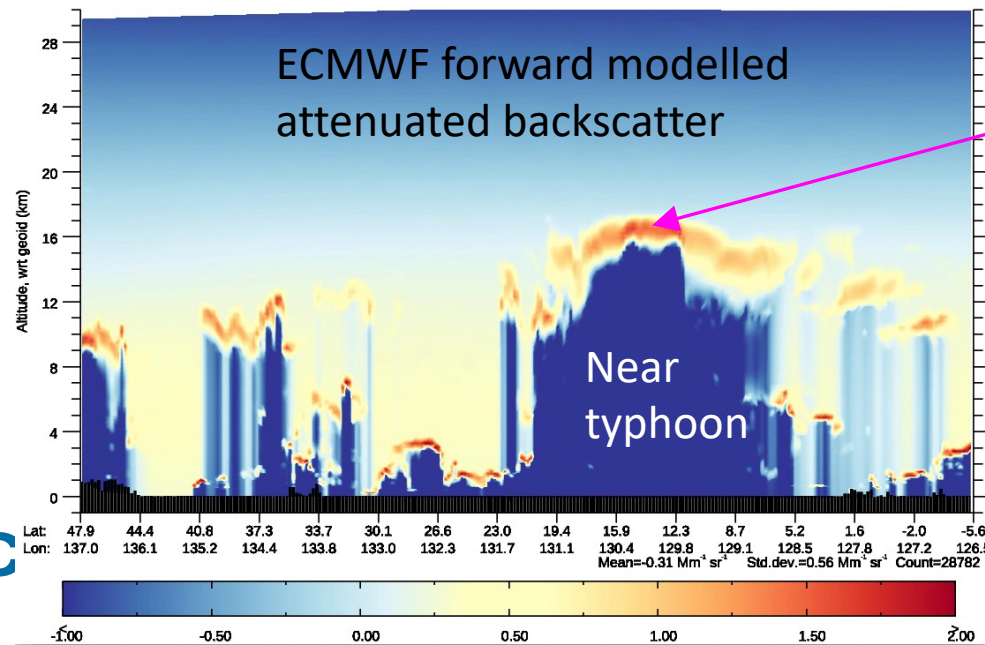 ECMWF forward modelled
attenuated backscatter
Near
typhoon
Altitude, wrt geoid (km)
28
24
20
16
12
8
4
0
Lat: 47.9 44.4 40.8 37.3 33.7 30.1 26.6 23.0 19.4 15.9 12.3 8.7 5.2 1.6 -2.0 -5.6
Lon: 137.0 136.1 135.2 134.4 133.8 133.0 132.3 131.7 131.1 130.4 129.8 129.1 128.5 127.8 127.2 126.5
Mean=-0.31 Mm⁻¹ sr⁻¹ Std.dev.=0.56 Mm⁻¹ sr⁻¹ Count=28782
C
-1.00 -0.50 0.00 0.50 1.00 1.50 2.00